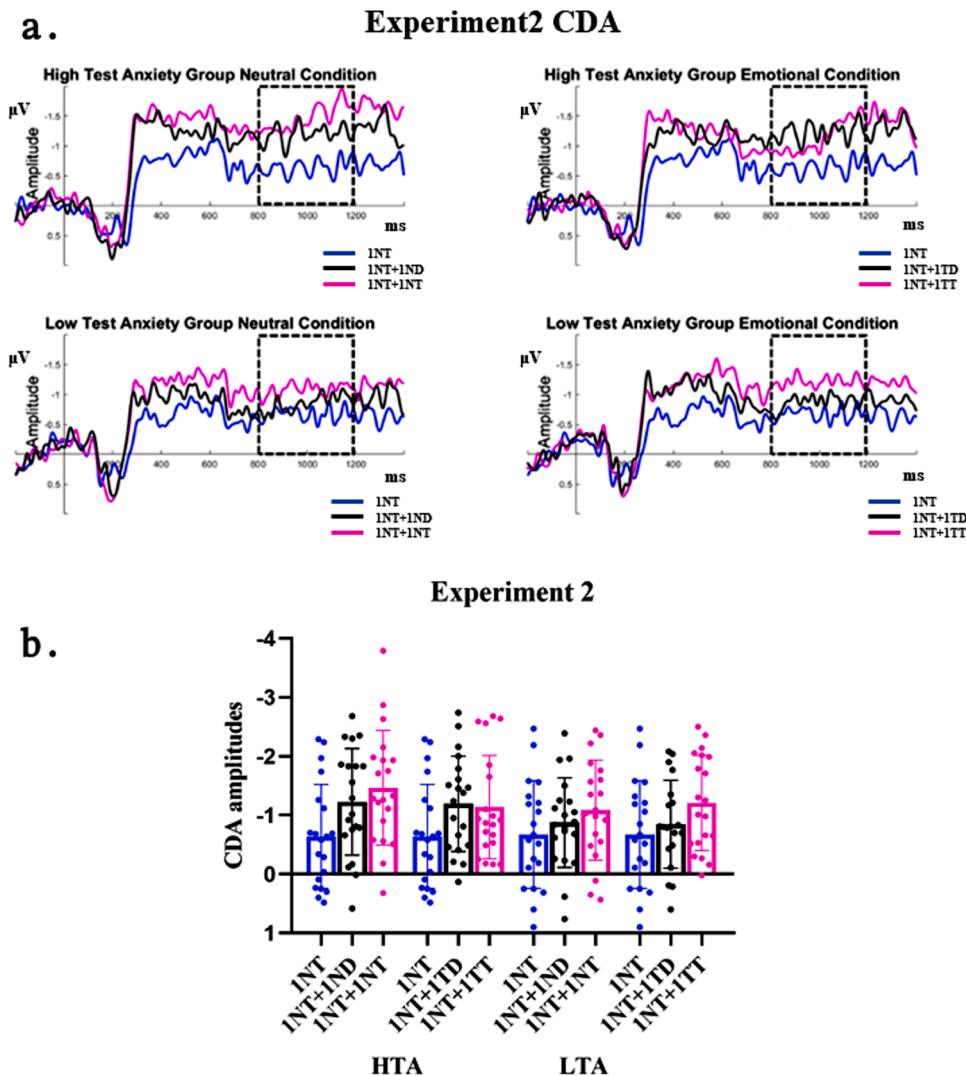 a.
Experiment2 CDA
High Test Anxiety Group Neutral Condition
μV
Amplitude
-1.5
-1
-0.5
0.5
200
400
600
800
1000
1200
ms
1NT
1NT+1ND
1NT+1NT
High Test Anxiety Group Emotional Condition
μV
Amplitude
-1.5
-1
-0.5
0.5
200
400
600
800
1000
1200
ms
1NT
1NT+1TD
1NT+1TT
Low Test Anxiety Group Neutral Condition
μV
Amplitude
-1.5
-1
-0.5
0.5
200
400
600
800
1000
1200
ms
1NT
1NT+1ND
1NT+1NT
Low Test Anxiety Group Emotional Condition
μV
Amplitude
-1.5
-1
-0.5
0.5
200
400
600
800
1000
1200
ms
1NT
1NT+1TD
1NT+1TT
Experiment 2
b.
CDA amplitudes
-4
-3
-2
-1
0
1
1NT
1NT+1ND
1NT+1NT
1NT
1NT+1TD
1NT+1TT
1NT
1NT+1ND
1NT+1NT
1NT
1NT+1TD
1NT+1TT
HTA
LTA